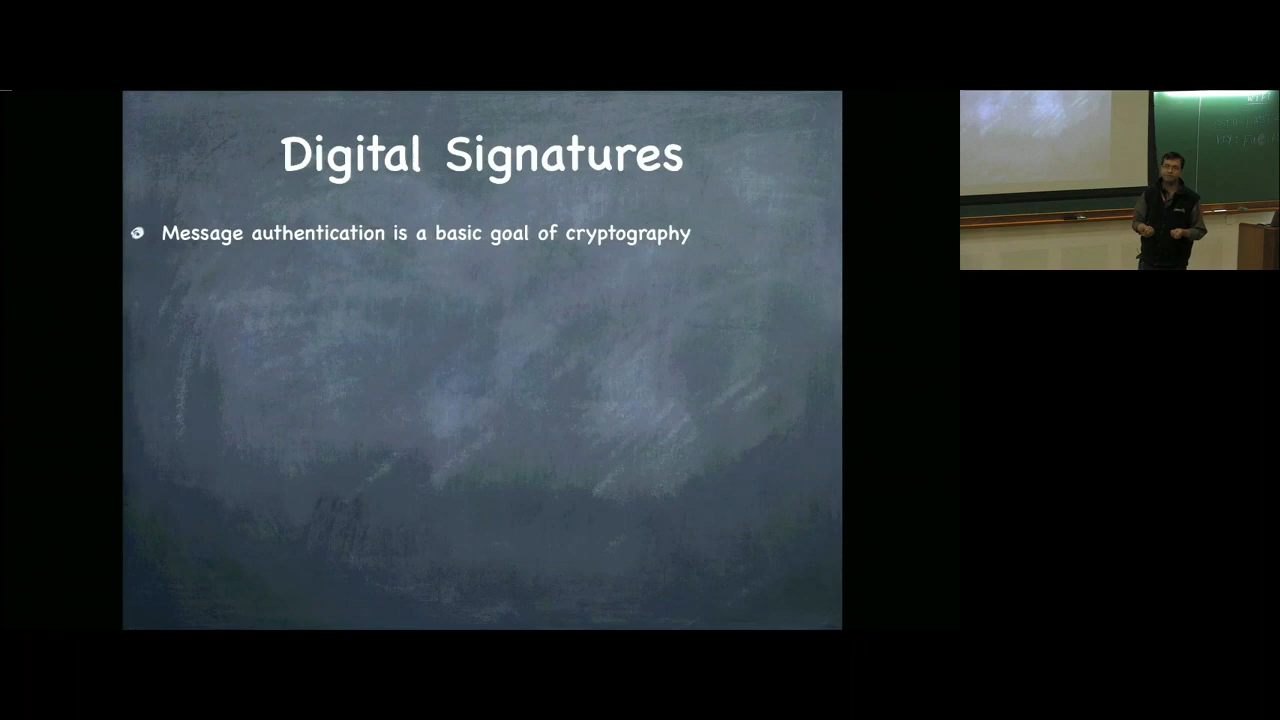 Digital Signatures
Message authentication is a basic goal of cryptography